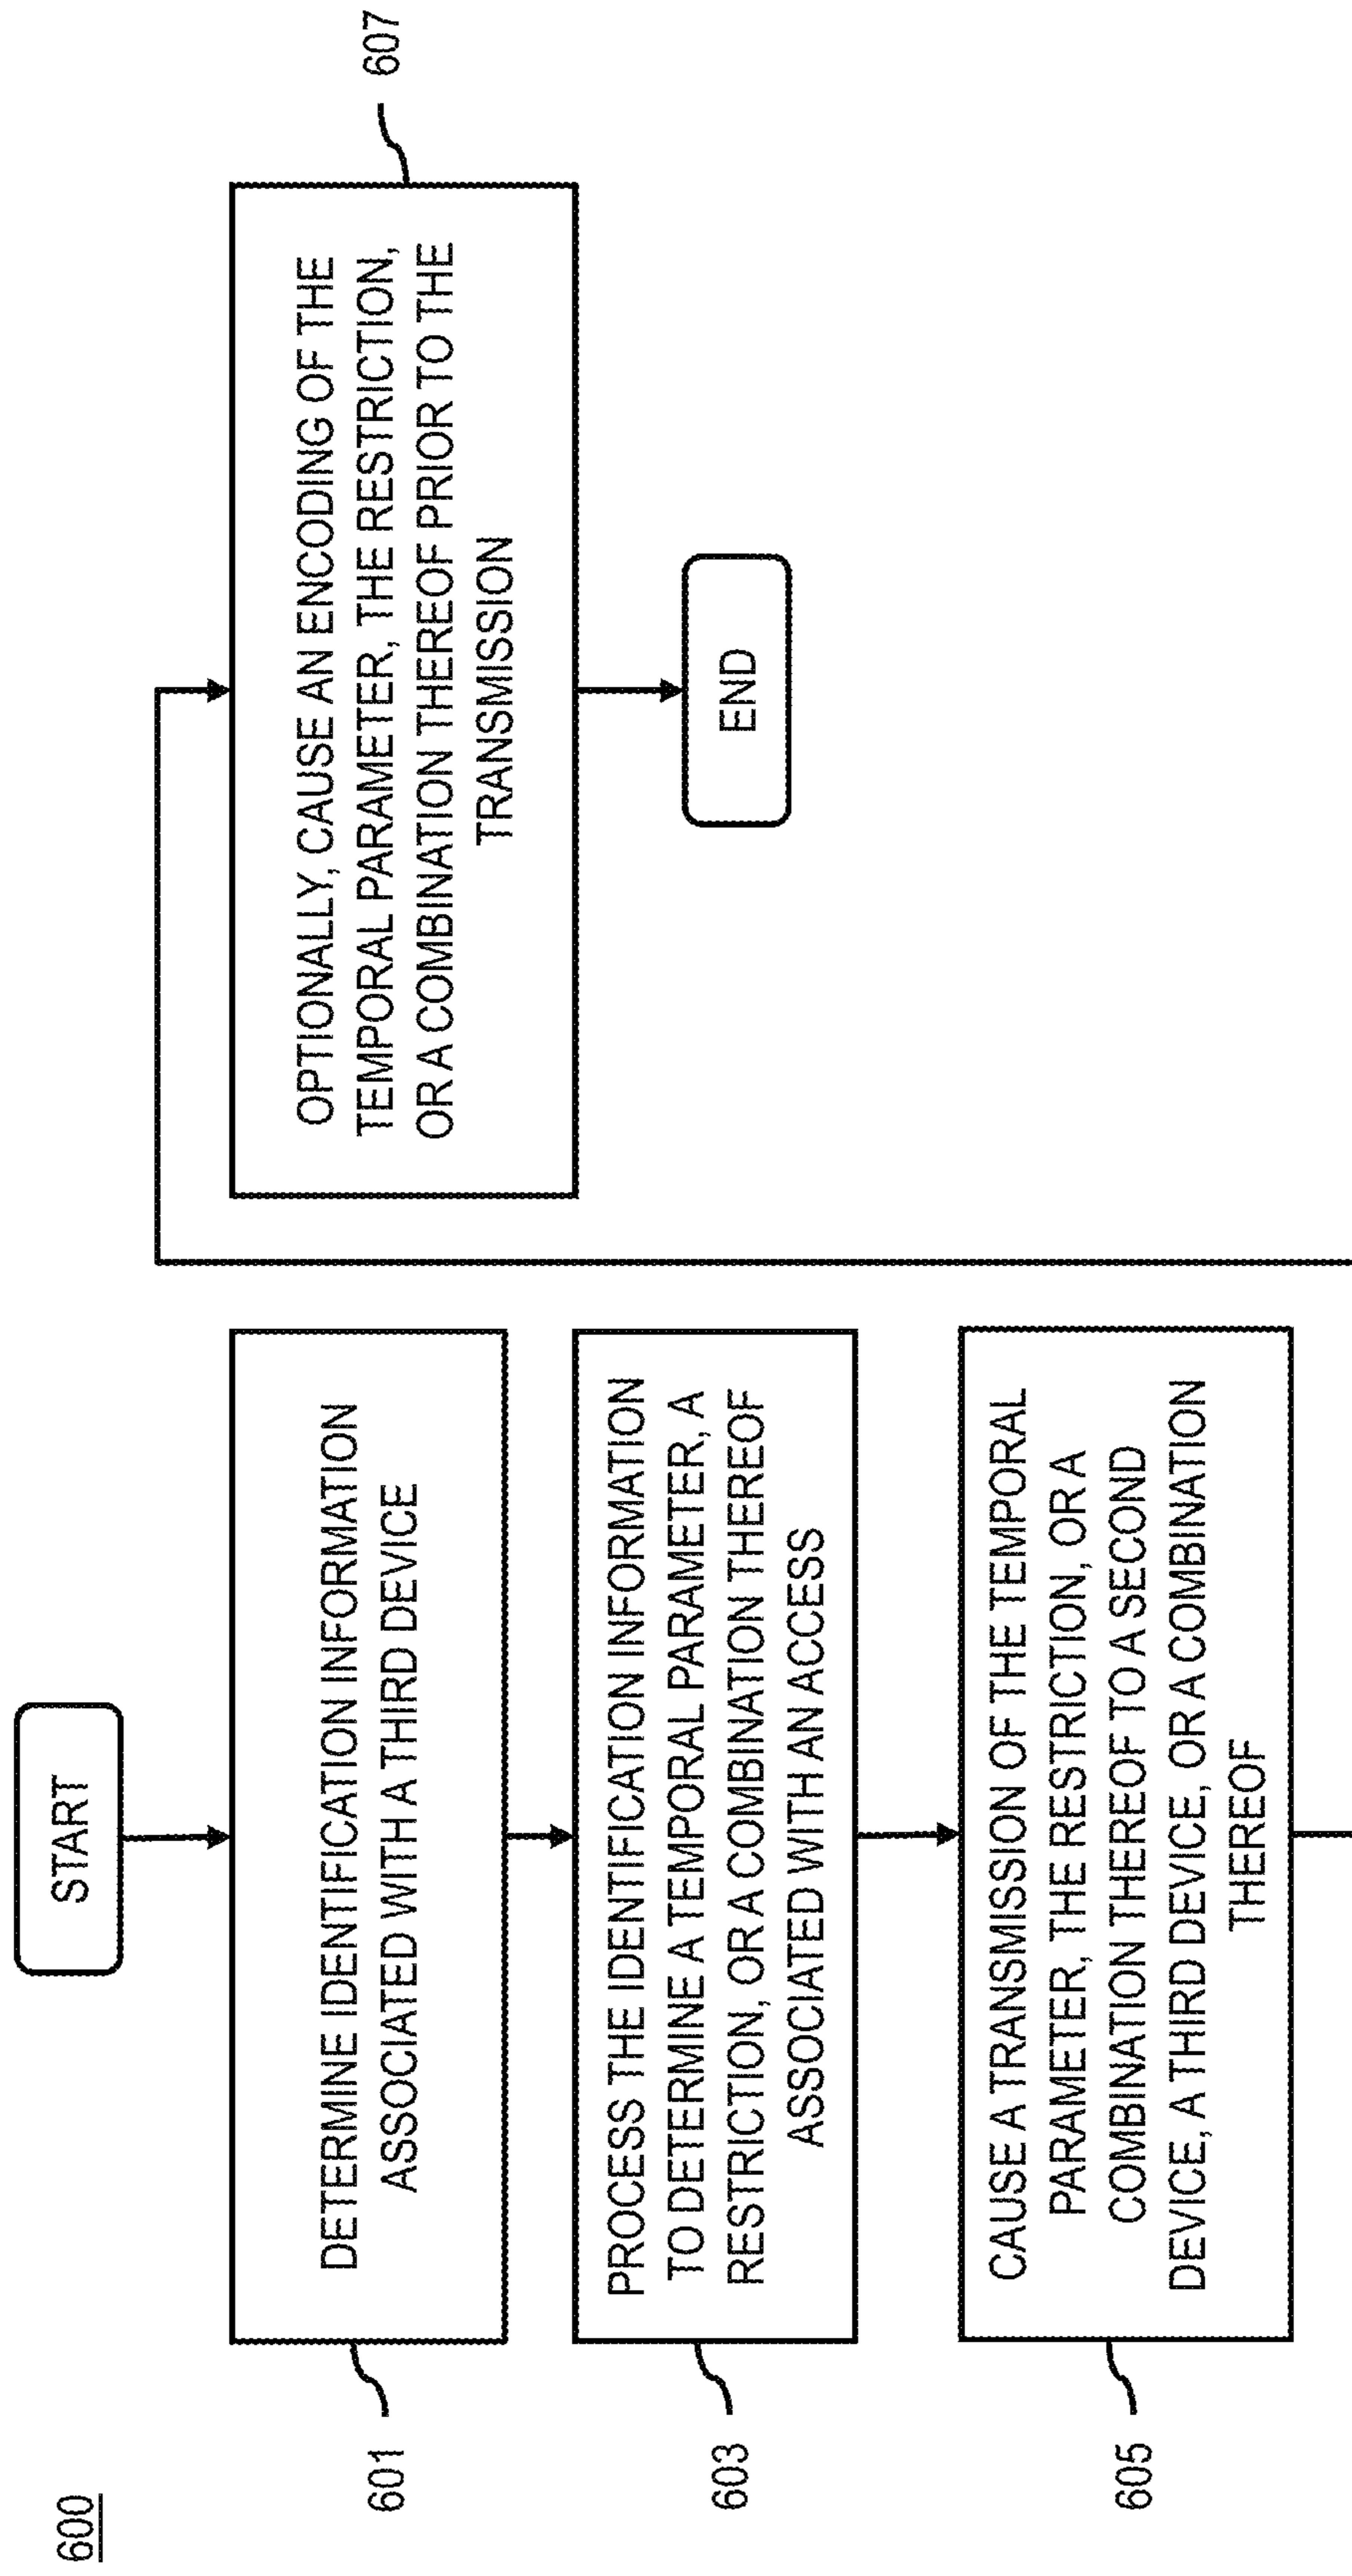 600
START
601
DETERMINE IDENTIFICATION INFORMATION
ASSOCIATED WITH A THIRD DEVICE
603
PROCESS THE IDENTIFICATION INFORMATION
TO DETERMINE A TEMPORAL PARAMETER, A
RESTRICTION, OR A COMBINATION THEREOF
ASSOCIATED WITH AN ACCESS
605
CAUSE A TRANSMISSION OF THE TEMPORAL
PARAMETER, THE RESTRICTION, OR A
COMBINATION THEREOF TO A SECOND
DEVICE, A THIRD DEVICE, OR A COMBINATION
THEREOF
607
OPTIONALLY, CAUSE AN ENCODING OF THE
TEMPORAL PARAMETER, THE RESTRICTION,
OR A COMBINATION THEREOF PRIOR TO THE
TRANSMISSION
END